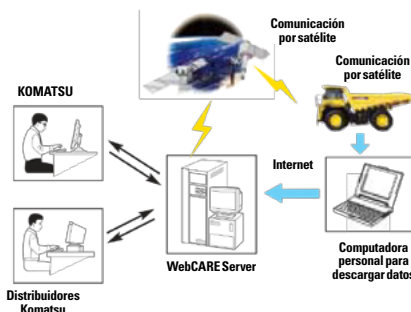 Comunicación
por satélite
Comunicación
por satélite
KOMATSU
Internet
WebCARE Server
Computadora
personal para
descargar datos
Distribuidores
Komatsu